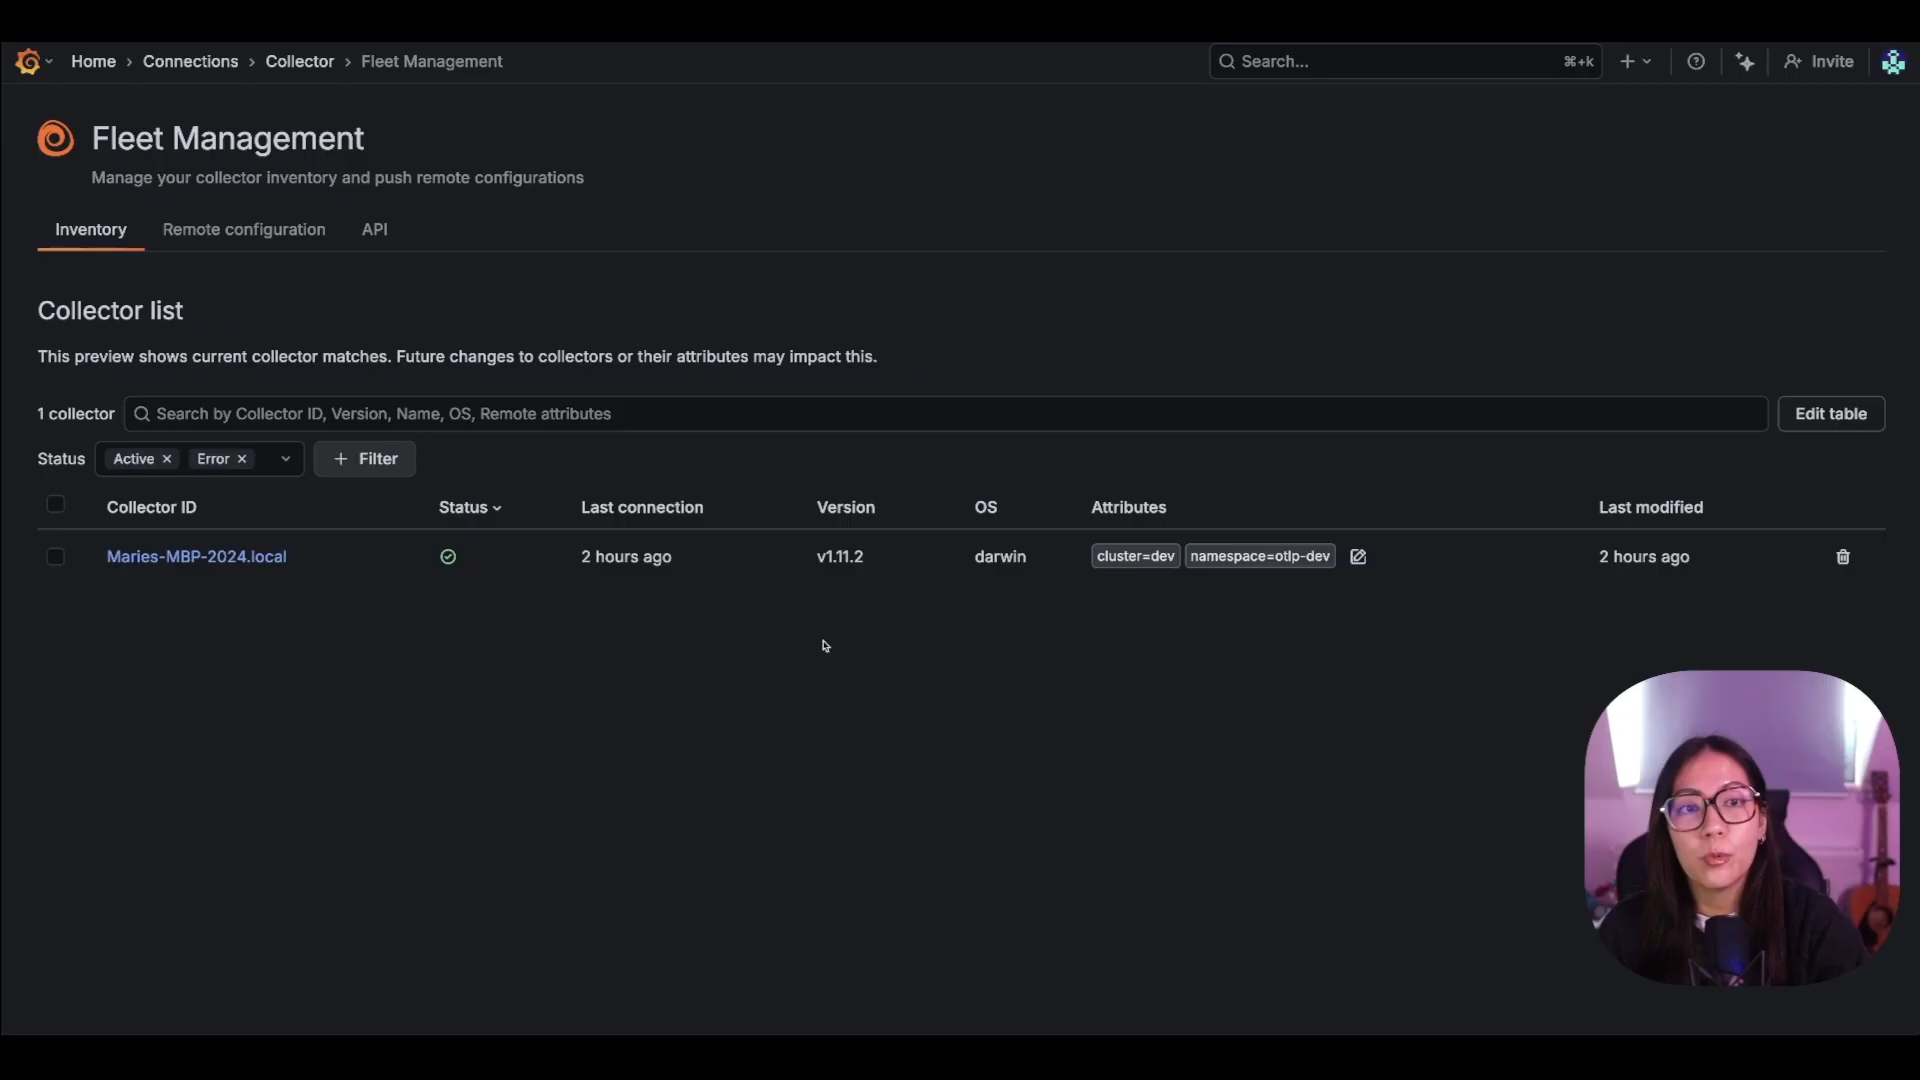 Home > Connections > Collector > Fleet Management
Search... ⌘+k
Invite
Fleet Management
Manage your collector inventory and push remote configurations
Inventory Remote configuration API
Collector list
This preview shows current collector matches. Future changes to collectors or their attributes may impact this.
1 collector Search by Collector ID, Version, Name, OS, Remote attributes Edit table
Status Active × Error × + Filter
Collector ID Status Last connection Version OS Attributes Last modified
Maries-MBP-2024.local 2 hours ago v1.11.2 darwin cluster=dev namespace=otlp-dev 2 hours ago